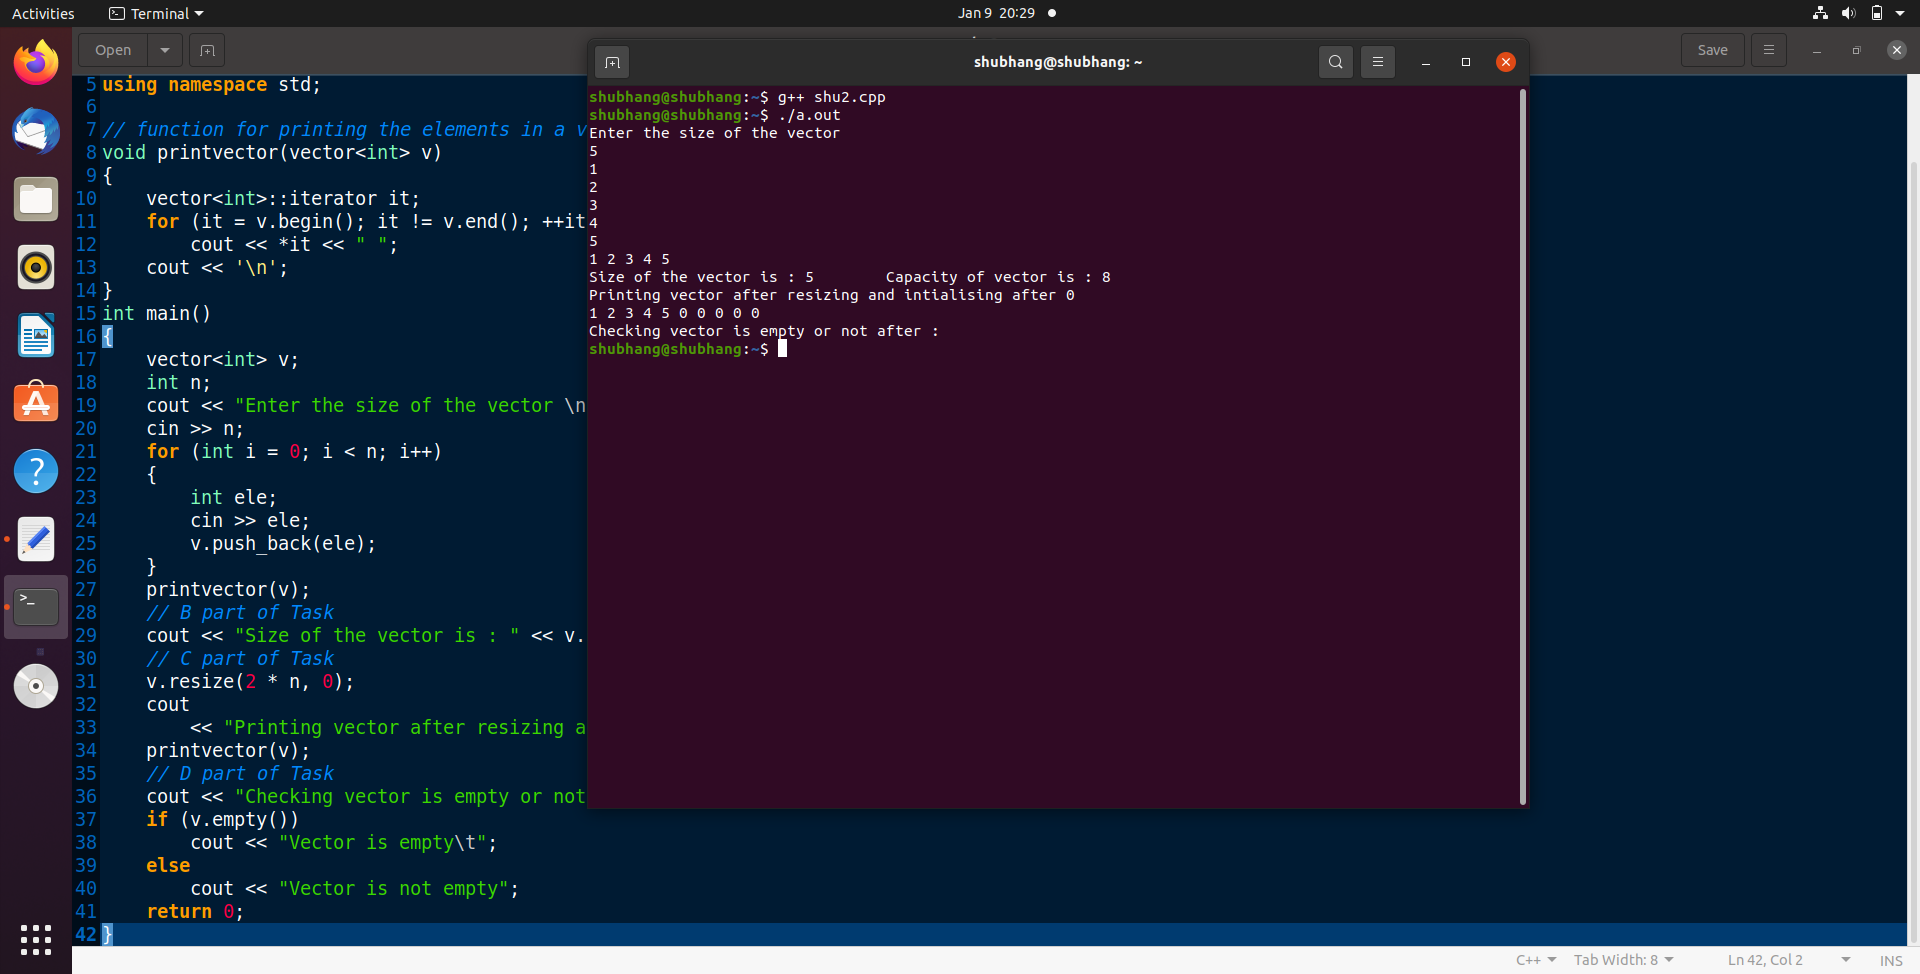 Activities Terminal Jan 9 20:29
Open Save
shubhang@shubhang: ~
5 using namespace std;
6
7 // function for printing the elements in a v
8 void printvector(vector<int> v)
9 {
10 vector<int>::iterator it;
11 for (it = v.begin(); it != v.end(); ++it
12 cout << *it << " ";
13 cout << '\n';
14 }
15 int main()
16 {
17 vector<int> v;
18 int n;
19 cout << "Enter the size of the vector \n
20 cin >> n;
21 for (int i = 0; i < n; i++)
22 {
23 int ele;
24 cin >> ele;
25 v.push_back(ele);
26 }
27 printvector(v);
28 // B part of Task
29 cout << "Size of the vector is : " << v.
30 // C part of Task
31 v.resize(2 * n, 0);
32 cout
33 << "Printing vector after resizing a
34 printvector(v);
35 // D part of Task
36 cout << "Checking vector is empty or not
37 if (v.empty())
38 cout << "Vector is empty\t";
39 else
40 cout << "Vector is not empty";
41 return 0;
42 }
shubhang@shubhang:~$ g++ shu2.cpp
shubhang@shubhang:~$ ./a.out
Enter the size of the vector
5
1
2
3
4
5
1 2 3 4 5
Size of the vector is : 5 Capacity of vector is : 8
Printing vector after resizing and intialising after 0
1 2 3 4 5 0 0 0 0 0
Checking vector is empty or not after :
shubhang@shubhang:~$
C++ Tab Width: 8 Ln 42, Col 2 INS